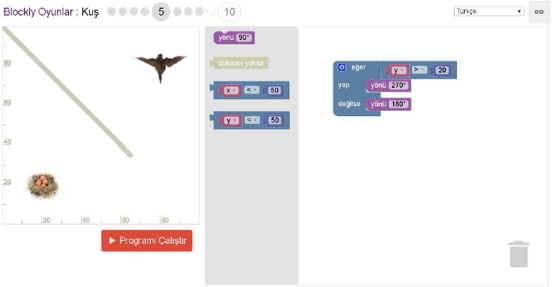 Blockly Oyunlar : Kuş 5 10 Türkçe
yönü 90°
solucan yoksa
x < 50
y < 50
eğer y > 20
yap yönü 270°
değilse yönü 180°
80
60
40
20
20 40 60 80
Programı Çalıştır